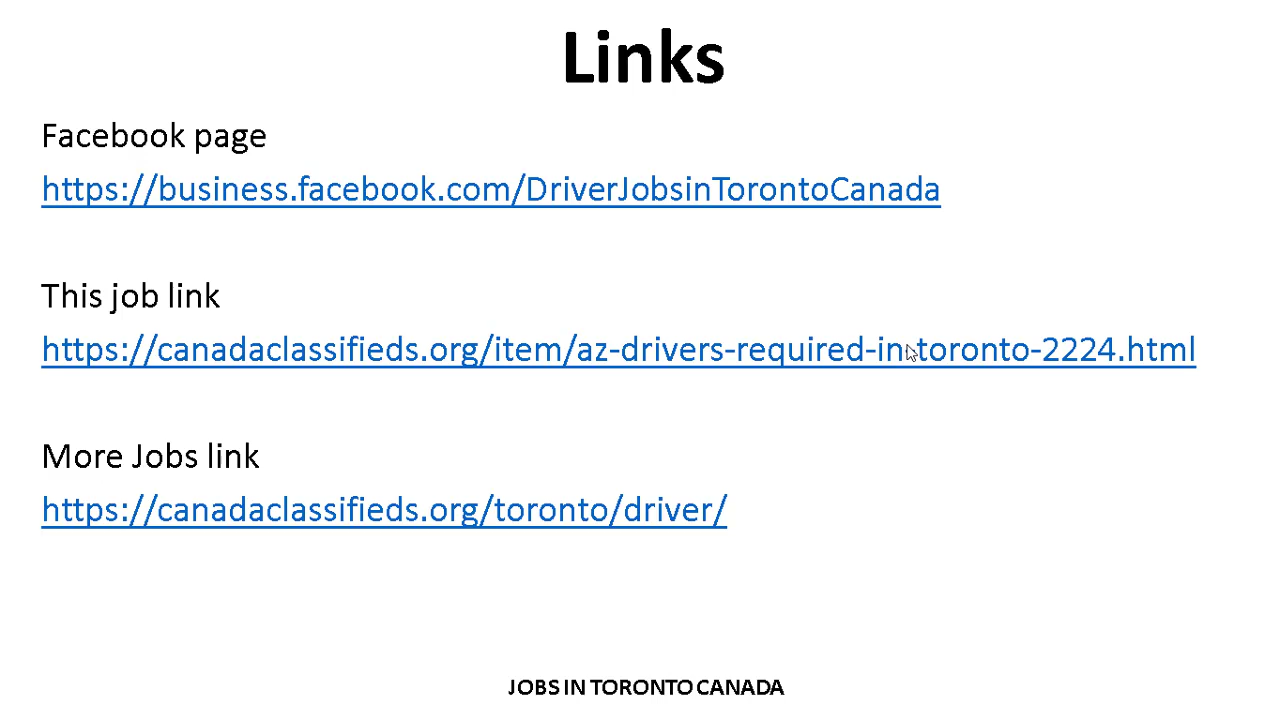 Links
Facebook page
https://business.facebook.com/DriverJobsinTorontoCanada
This job link
https://canadaclassifieds.org/item/az-drivers-required-in-toronto-2224.html
More Jobs link
https://canadaclassifieds.org/toronto/driver/
JOBS IN TORONTO CANADA